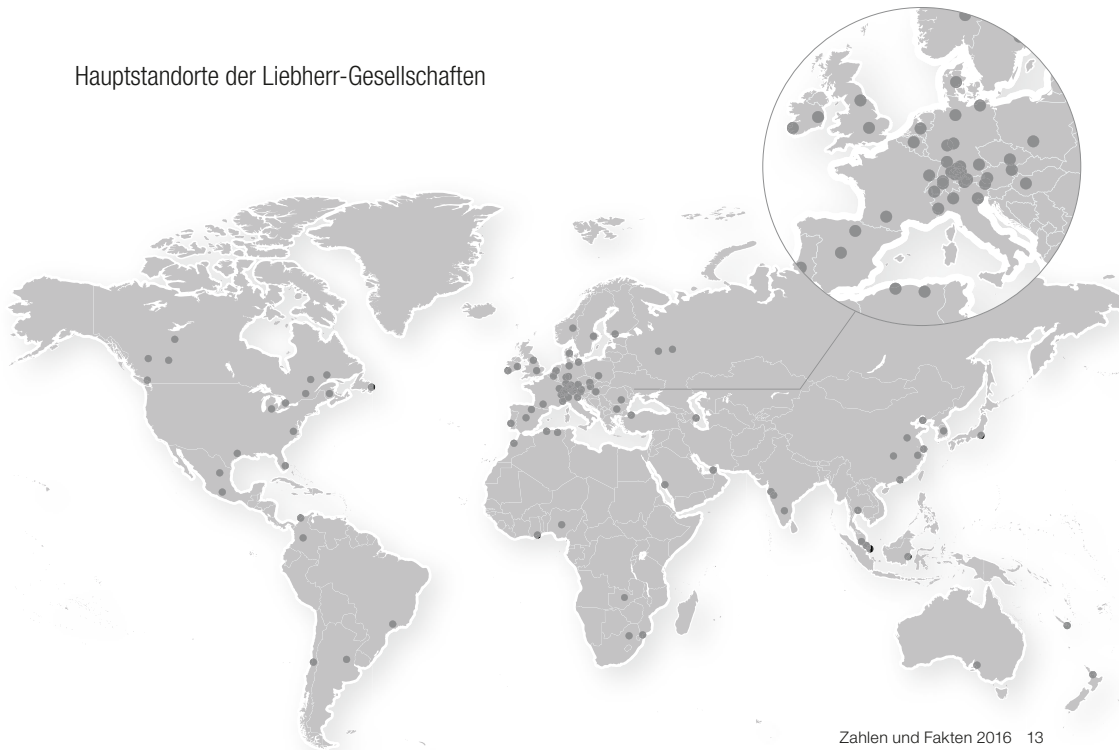 Hauptstandorte der Liebherr-Gesellschaften
Zahlen und Fakten 2016 13